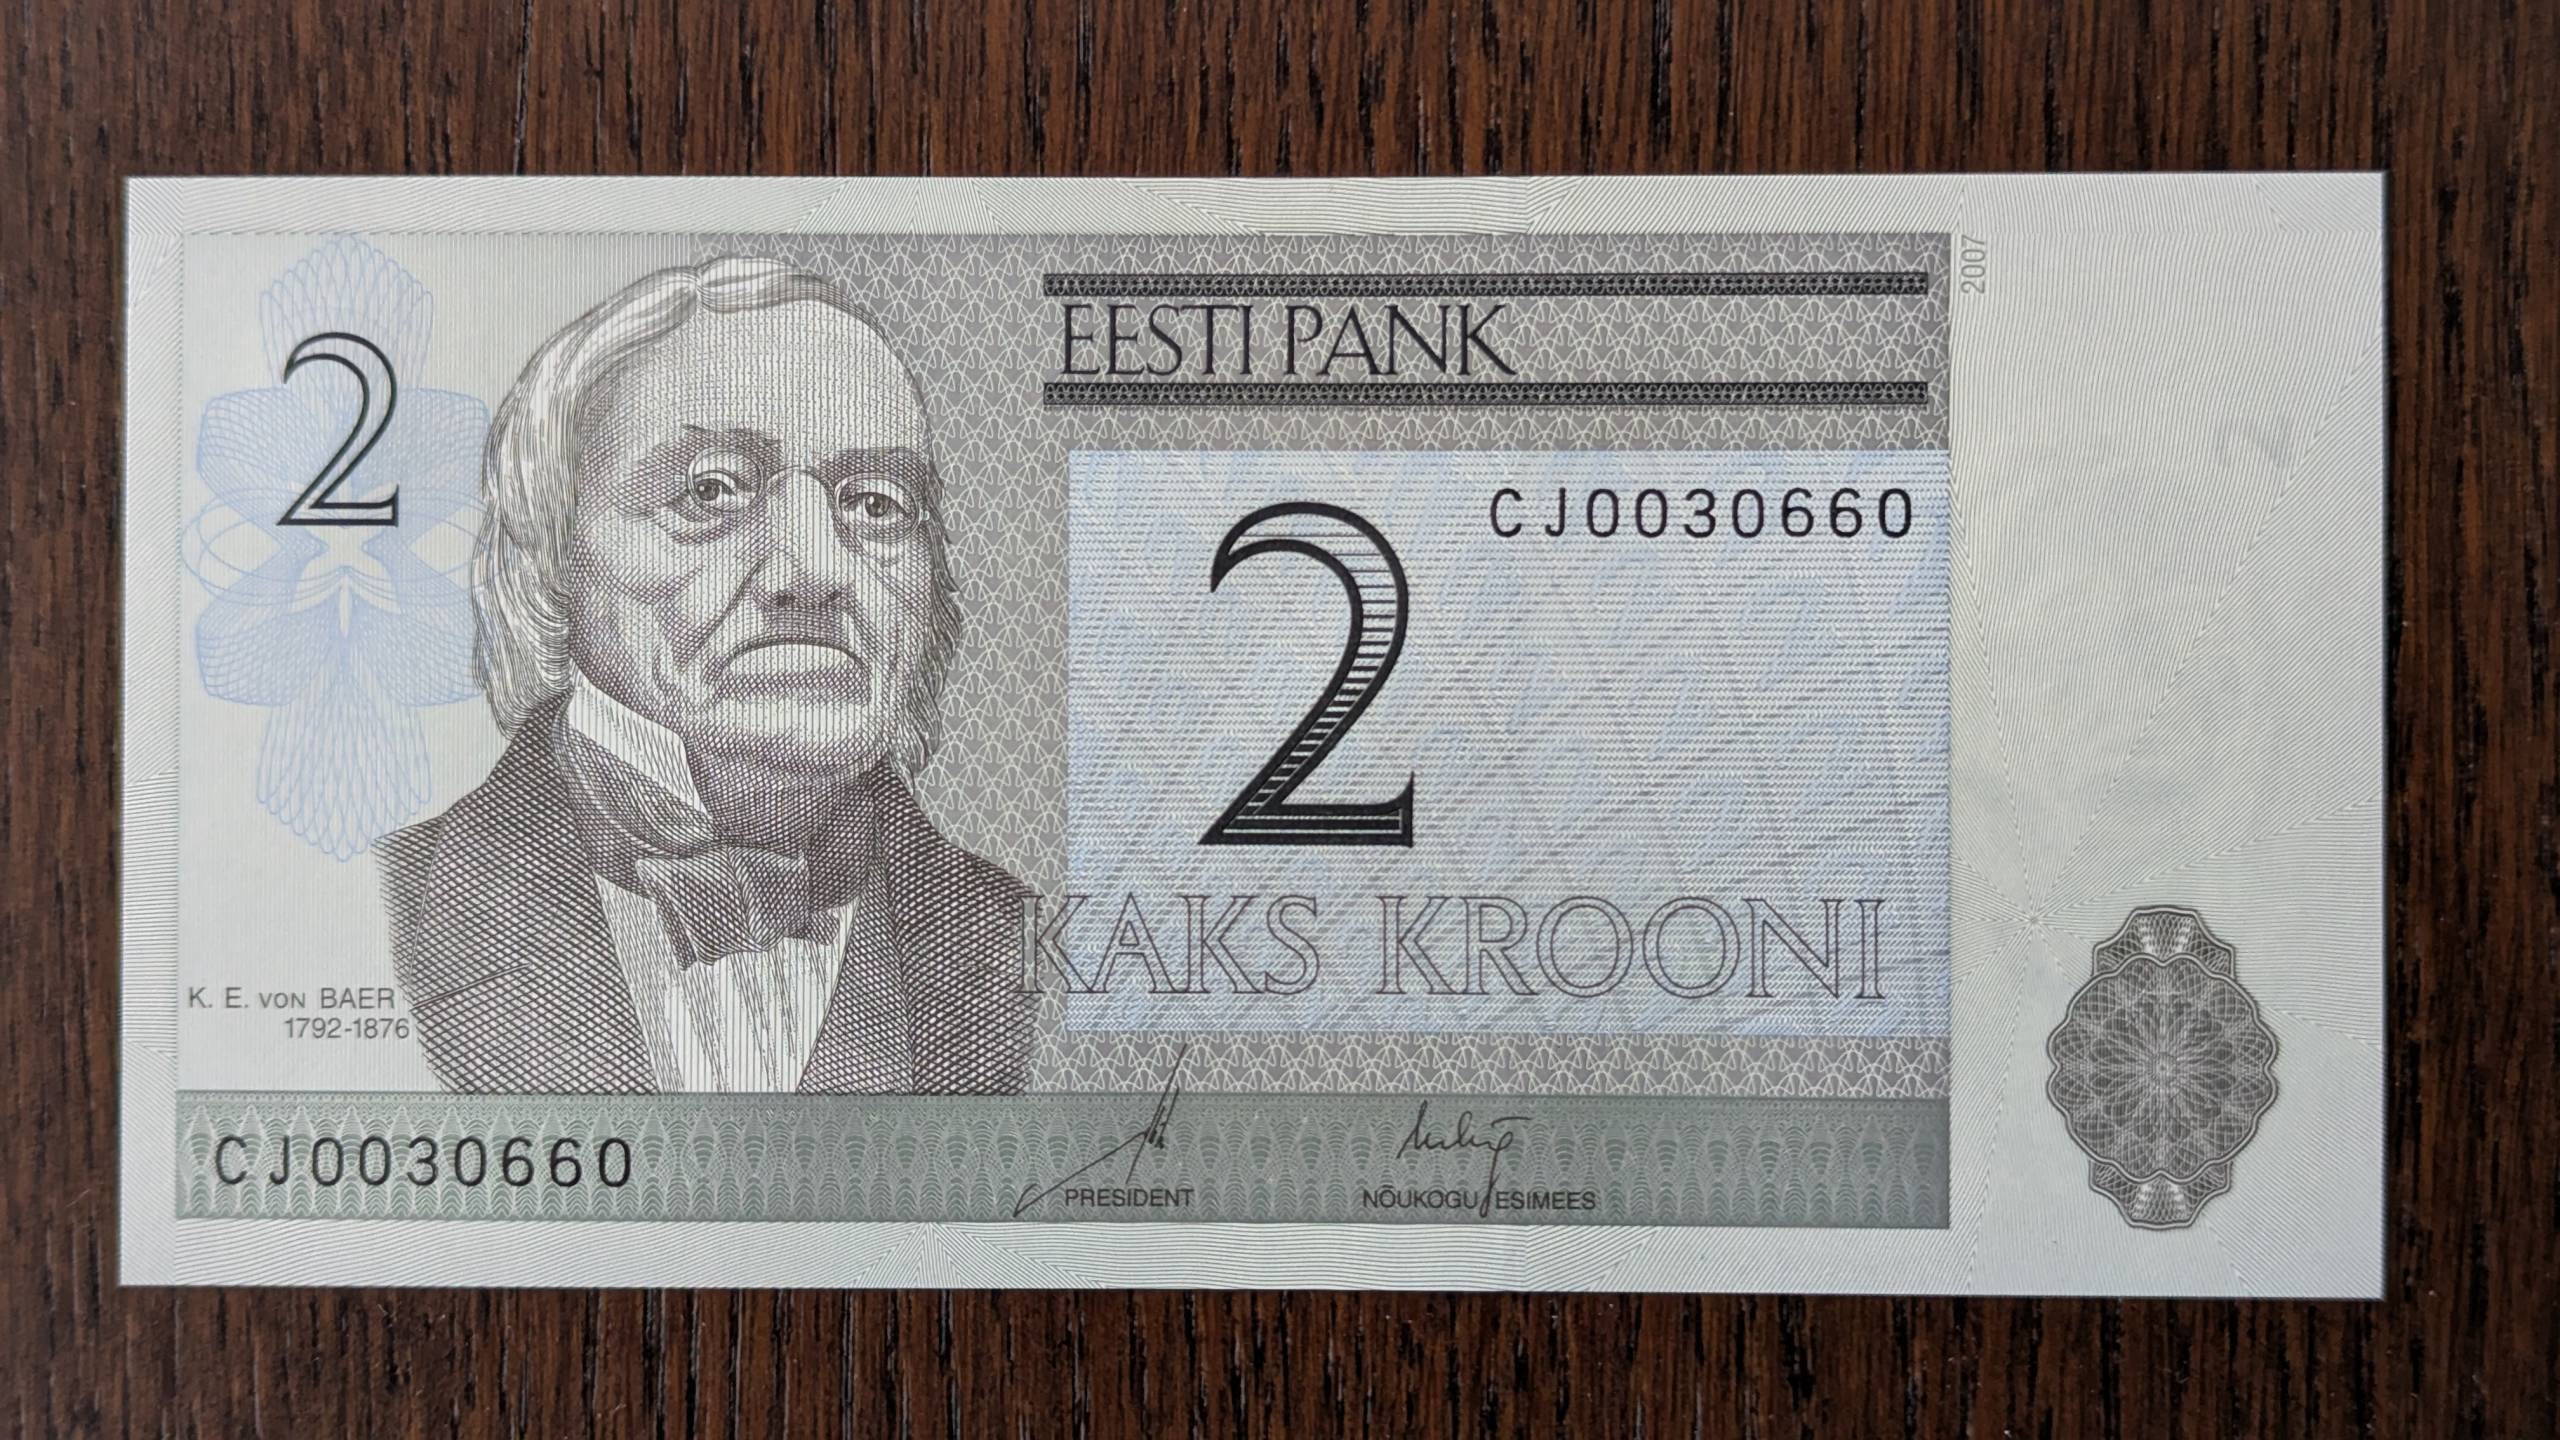 2
EESTI PANK
2007
CJ0030660
2
KAKS KROONI
K. E. VON BAER
1792-1876
CJ0030660
PRESIDENT
NÕUKOGU ESIMEES